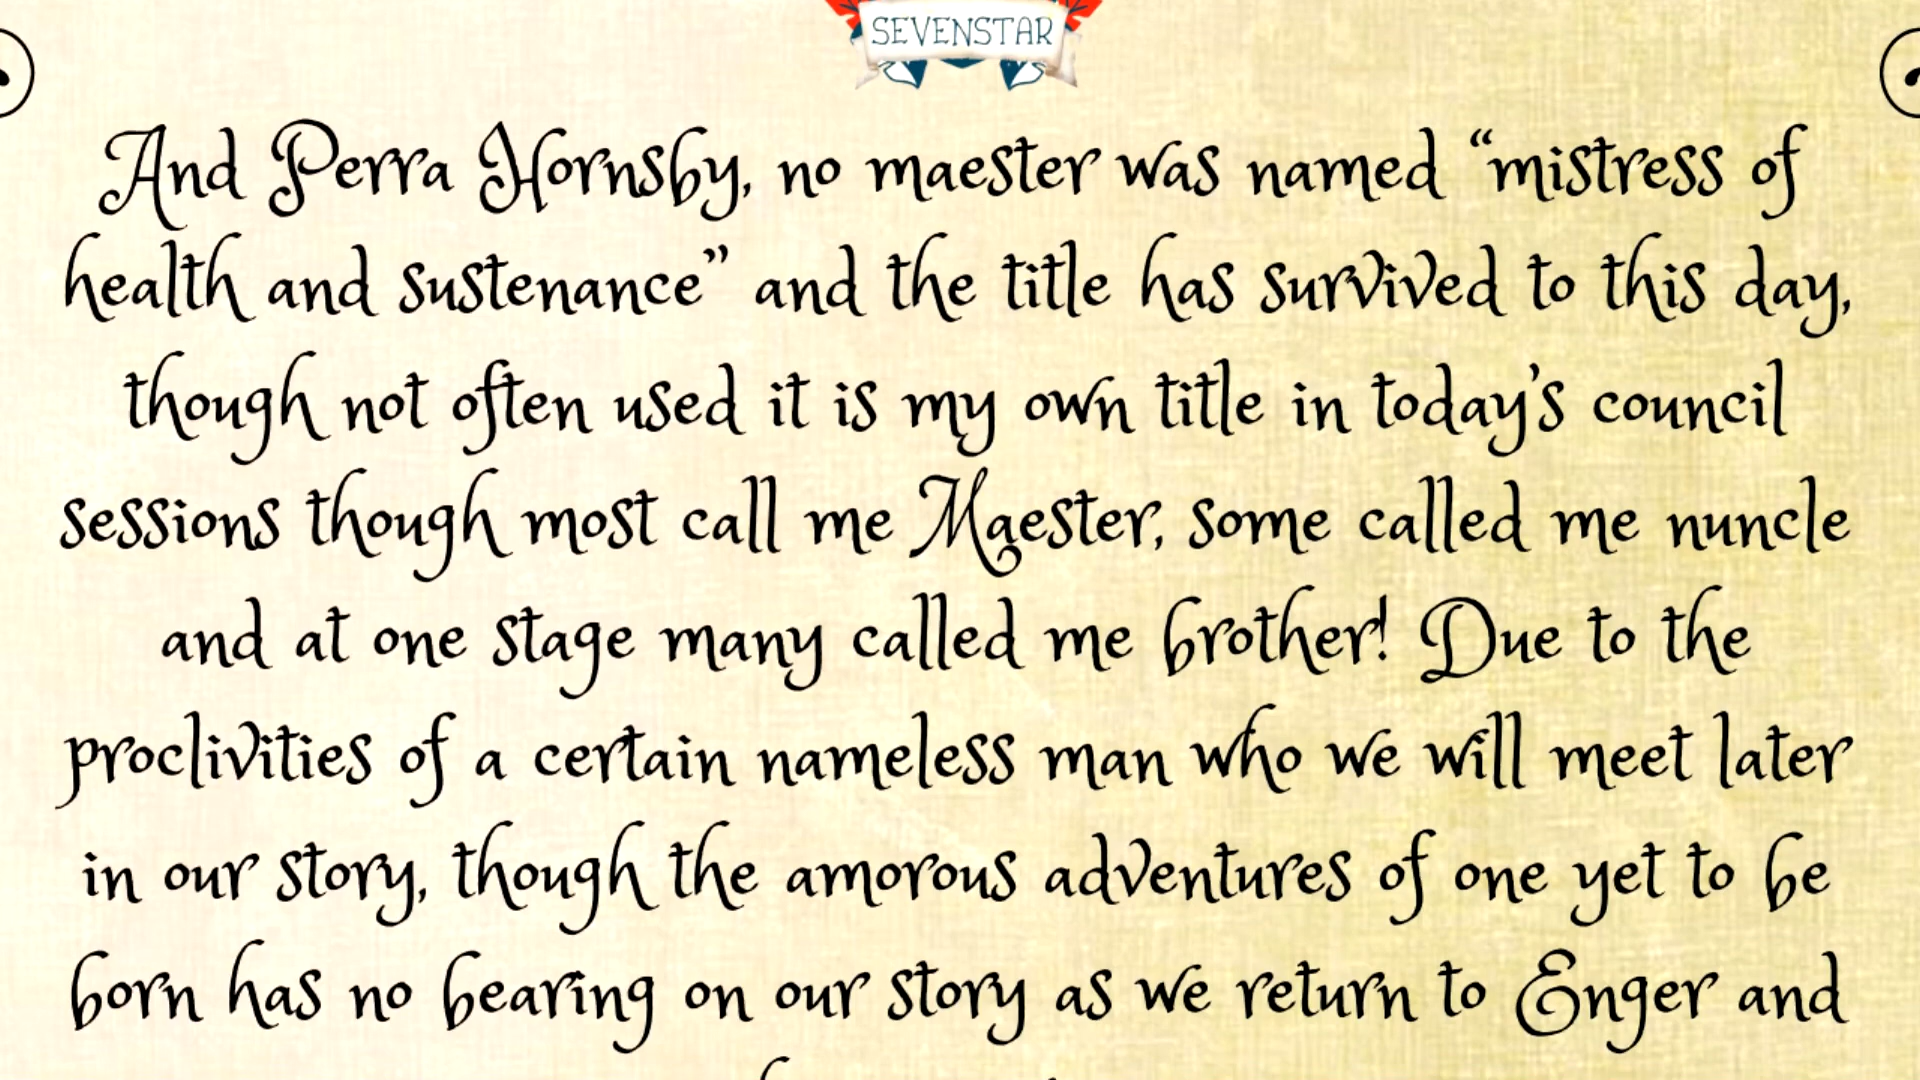 SEVENSTAR
And Perra Hornsby, no maester was named “mistress of
health and sustenance” and the title has survived to this day,
though not often used it is my own title in today’s council
sessions though most call me Maester, some called me nuncle
and at one stage many called me brother! Due to the
proclivities of a certain nameless man who we will meet later
in our story, though the amorous adventures of one yet to be
born has no bearing on our story as we return to Enger and